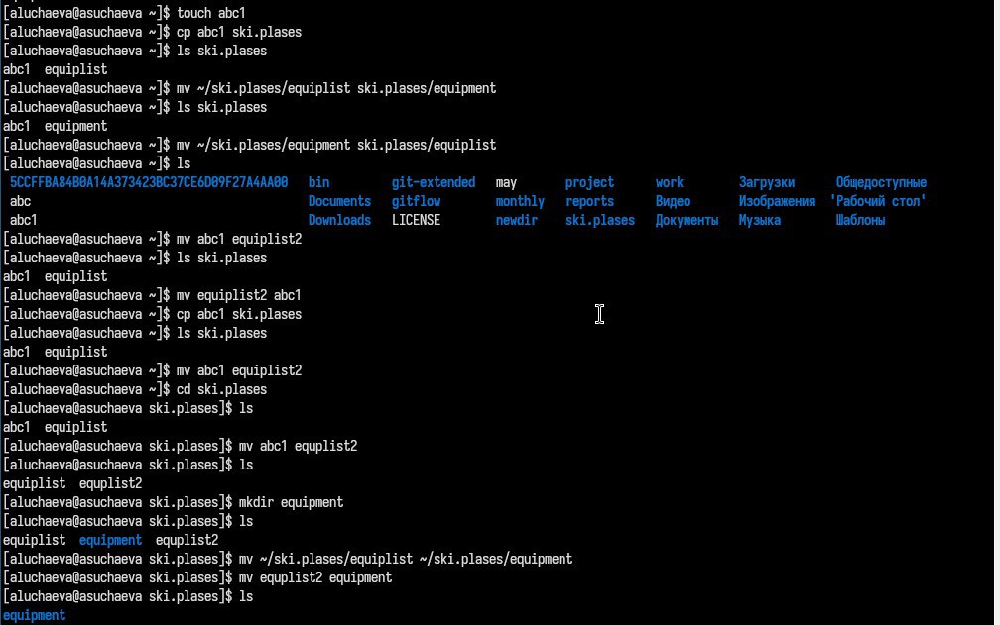 [aluchaeva@asuchaeva ~]$ touch abc1
[aluchaeva@asuchaeva ~]$ cp abc1 ski.plases
[aluchaeva@asuchaeva ~]$ ls ski.plases
abc1  equiplist
[aluchaeva@asuchaeva ~]$ mv ~/ski.plases/equiplist ski.plases/equipment
[aluchaeva@asuchaeva ~]$ ls ski.plases
abc1  equipment
[aluchaeva@asuchaeva ~]$ mv ~/ski.plases/equipment ski.plases/equiplist
[aluchaeva@asuchaeva ~]$ ls
5CCFFBA84B0A14A373423BC37CE6D09F27A4AA00  bin  git-extended  may  project  work  Загрузки  Общедоступные
abc  Documents  gitflow  monthly  reports  Видео  Изображения  'Рабочий стол'
abc1  Downloads  LICENSE  newdir  ski.plases  Документы  Музыка  Шаблоны
[aluchaeva@asuchaeva ~]$ mv abc1 equiplist2
[aluchaeva@asuchaeva ~]$ ls ski.plases
abc1  equiplist
[aluchaeva@asuchaeva ~]$ mv equiplist2 abc1
[aluchaeva@asuchaeva ~]$ cp abc1 ski.plases
[aluchaeva@asuchaeva ~]$ ls ski.plases
abc1  equiplist
[aluchaeva@asuchaeva ~]$ mv abc1 equiplist2
[aluchaeva@asuchaeva ~]$ cd ski.plases
[aluchaeva@asuchaeva ski.plases]$ ls
abc1  equiplist
[aluchaeva@asuchaeva ski.plases]$ mv abc1 equplist2
[aluchaeva@asuchaeva ski.plases]$ ls
equiplist  equplist2
[aluchaeva@asuchaeva ski.plases]$ mkdir equipment
[aluchaeva@asuchaeva ski.plases]$ ls
equiplist  equipment  equplist2
[aluchaeva@asuchaeva ski.plases]$ mv ~/ski.plases/equiplist ~/ski.plases/equipment
[aluchaeva@asuchaeva ski.plases]$ mv equplist2 equipment
[aluchaeva@asuchaeva ski.plases]$ ls
equipment